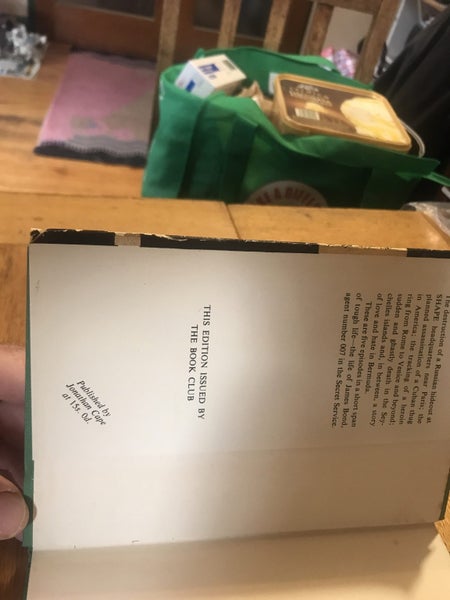 The destruction of a Russian hideout at
SHAPE headquarters near Paris; the
planned assassination of a Cuban thug
in America; the tracking of a heroin
ring from Rome to Venice and beyond;
sudden and ghastly death in the Sey-
chelles islands and, in between, a story
of love and hate in Bermuda.
These are five episodes in a short span
of tough life—the life of James Bond,
agent number 007 in the Secret Service.
THIS EDITION ISSUED BY
THE BOOK CLUB
Published by
Jonathan Cape
at 15s. 0d.